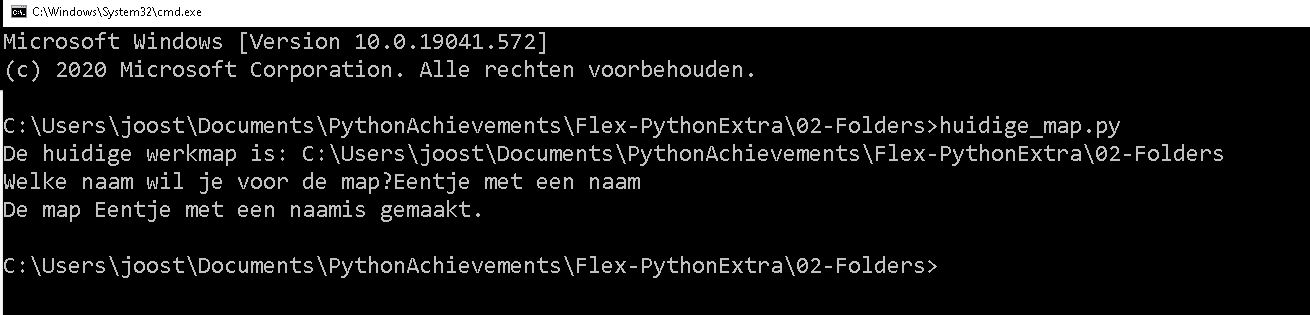 C:\Windows\System32\cmd.exe
Microsoft Windows [Version 10.0.19041.572]
(c) 2020 Microsoft Corporation. Alle rechten voorbehouden.
C:\Users\joost\Documents\PythonAchievements\Flex-PythonExtra\02-Folders>huidige_map.py
De huidige werkmap is: C:\Users\joost\Documents\PythonAchievements\Flex-PythonExtra\02-Folders
Welke naam wil je voor de map?Eentje met een naam
De map Eentje met een naamis gemaakt.
C:\Users\joost\Documents\PythonAchievements\Flex-PythonExtra\02-Folders>